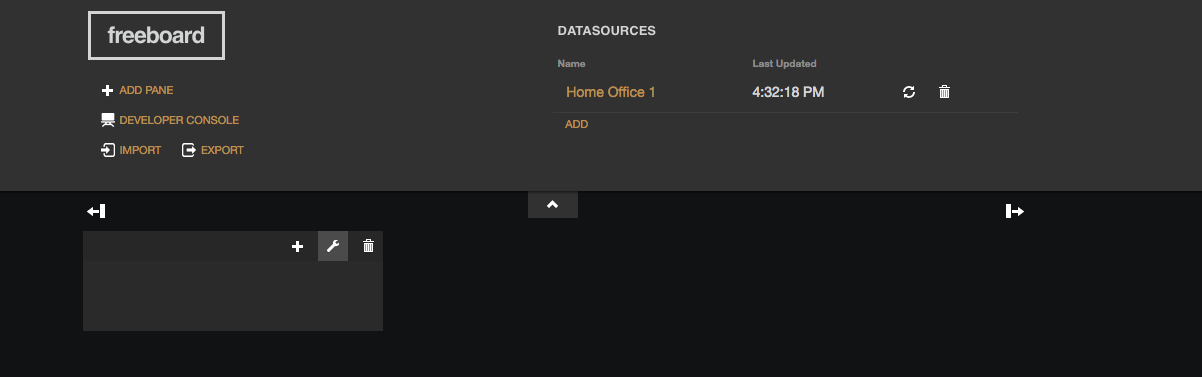 freeboard
ADD PANE
DEVELOPER CONSOLE
IMPORT EXPORT
DATASOURCES
Name Last Updated
Home Office 1 4:32:18 PM
ADD